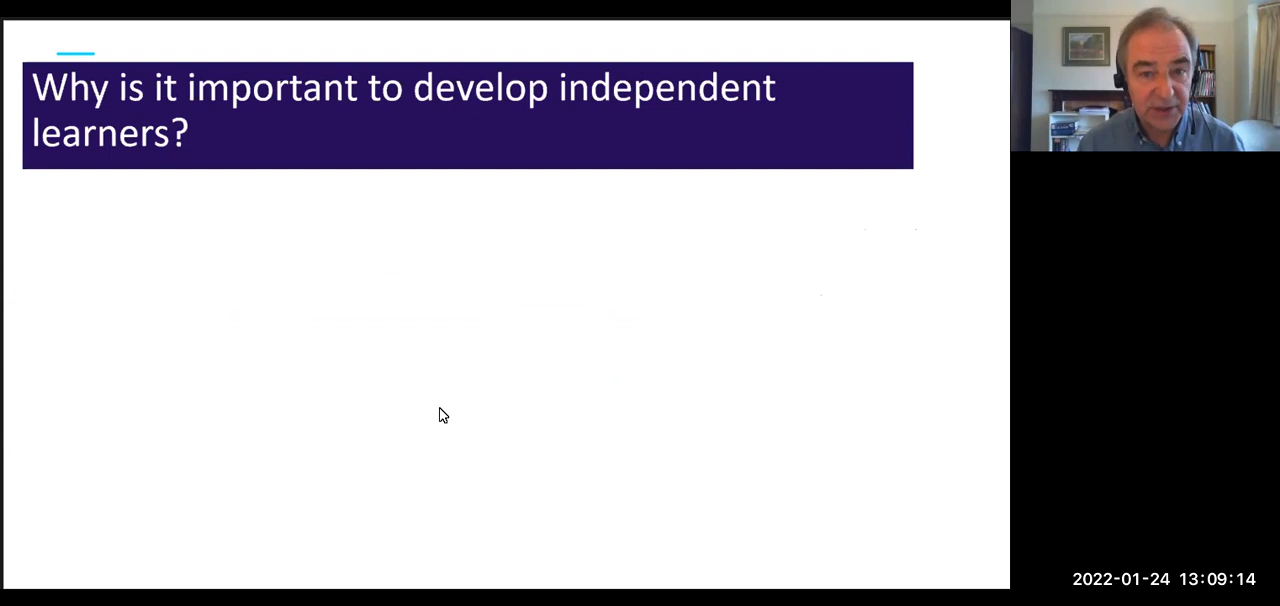 Why is it important to develop independent
learners?
2022-01-24 13:09:14